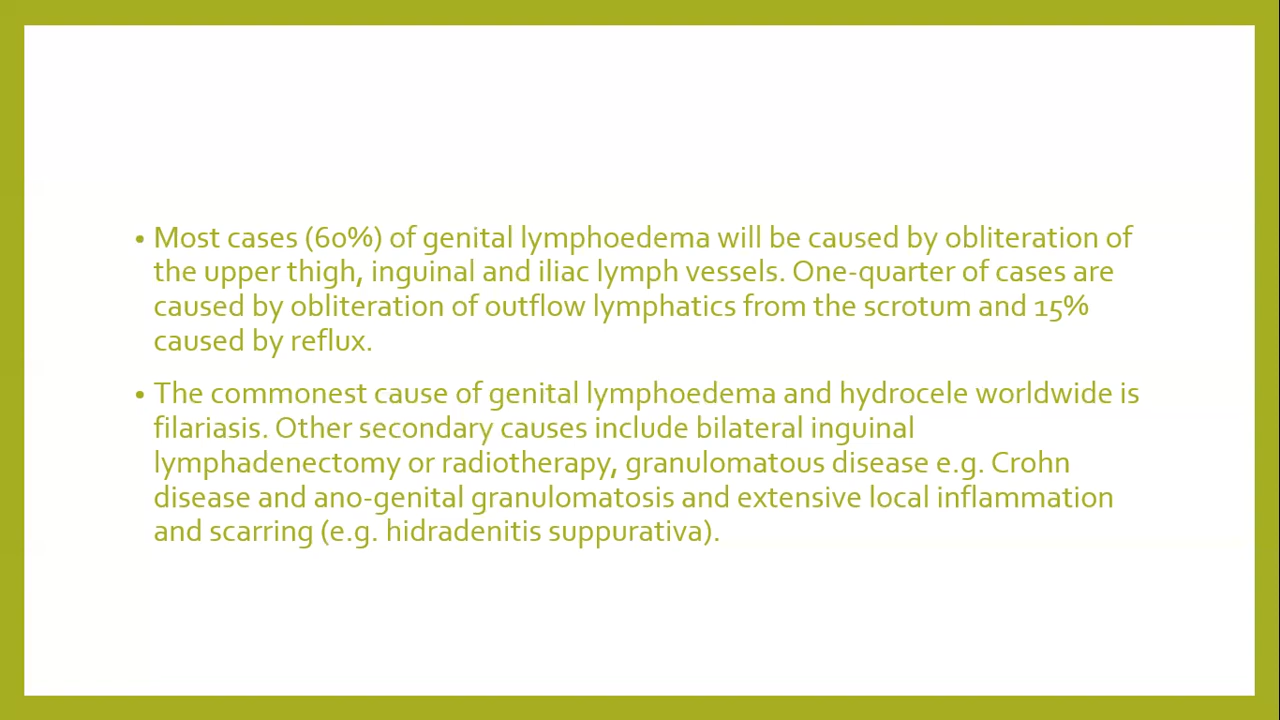 • Most cases (60%) of genital lymphoedema will be caused by obliteration of
the upper thigh, inguinal and iliac lymph vessels. One-quarter of cases are
caused by obliteration of outflow lymphatics from the scrotum and 15%
caused by reflux.
• The commonest cause of genital lymphoedema and hydrocele worldwide is
filariasis. Other secondary causes include bilateral inguinal
lymphadenectomy or radiotherapy, granulomatous disease e.g. Crohn
disease and ano-genital granulomatosis and extensive local inflammation
and scarring (e.g. hidradenitis suppurativa).